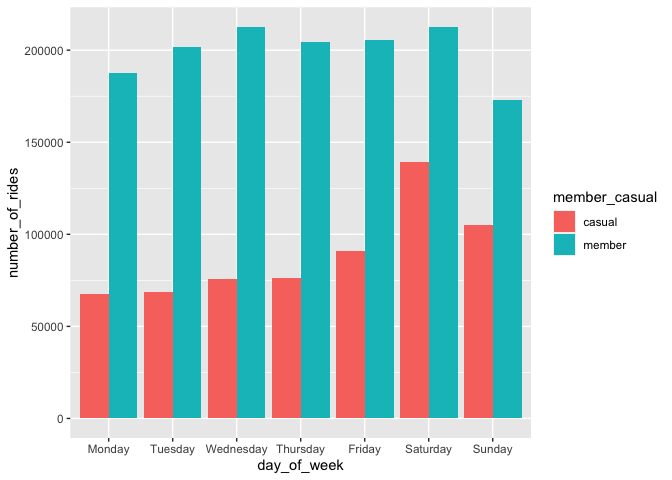 number_of_rides
200000
150000
100000
50000
0
Monday Tuesday Wednesday Thursday Friday Saturday Sunday
day_of_week
member_casual
casual
member